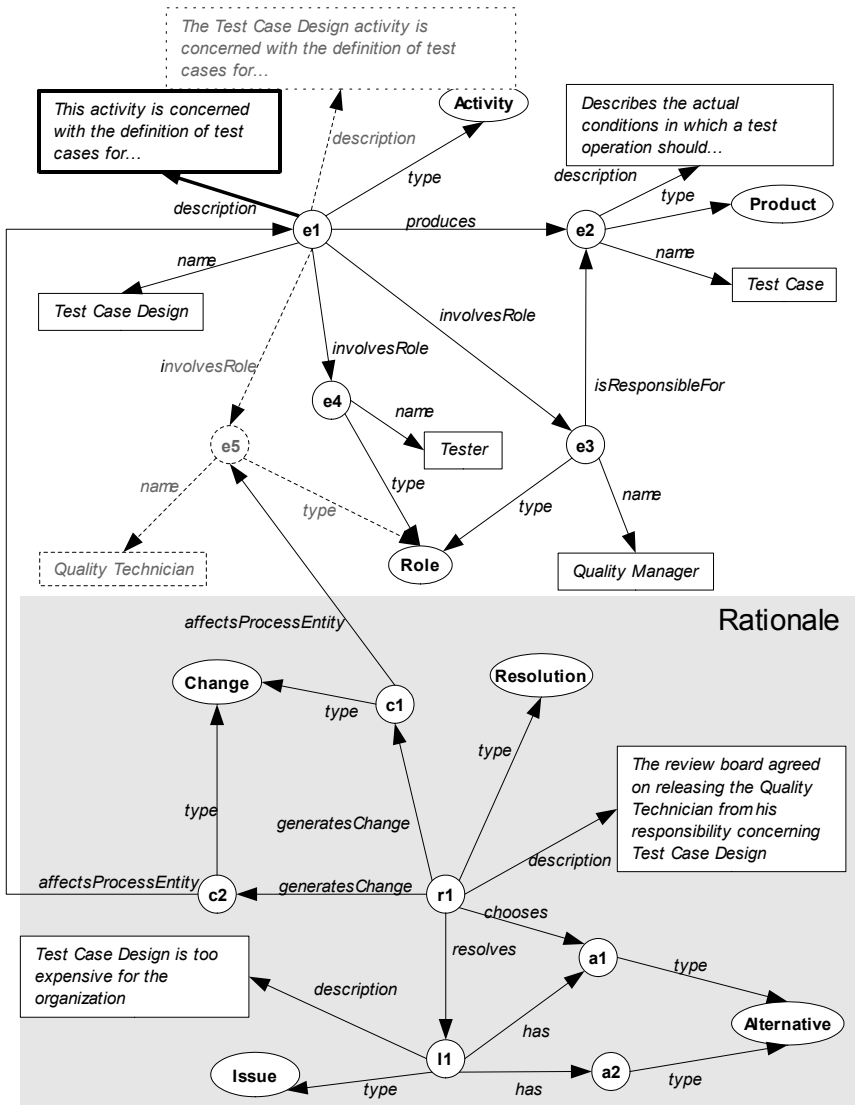 The Test Case Design activity is
concerned with the definition of test
cases for…
This activity is concerned
with the definition of test
cases for…
Activity
Describes the actual
conditions in which a test
operation should…
description
type
description
type
Product
description
e1
produces
e2
name
name
Test Case Design
Test Case
involvesRole
involvesRole
involvesRole
isResponsibleFor
e4
name
e5
Tester
e3
name
type
type
type
name
Quality Technician
Role
Quality Manager
Rationale
affectsProcessEntity
Change
Resolution
type
c1
type
The review board agreed
on releasing the Quality
Technician from his
responsibility concerning
Test Case Design
type
generatesChange
description
affectsProcessEntity
c2
generatesChange
r1
chooses
resolves
Test Case Design is too
expensive for the
organization
a1
type
description
has
Alternative
I1
Issue
type
has
a2
type